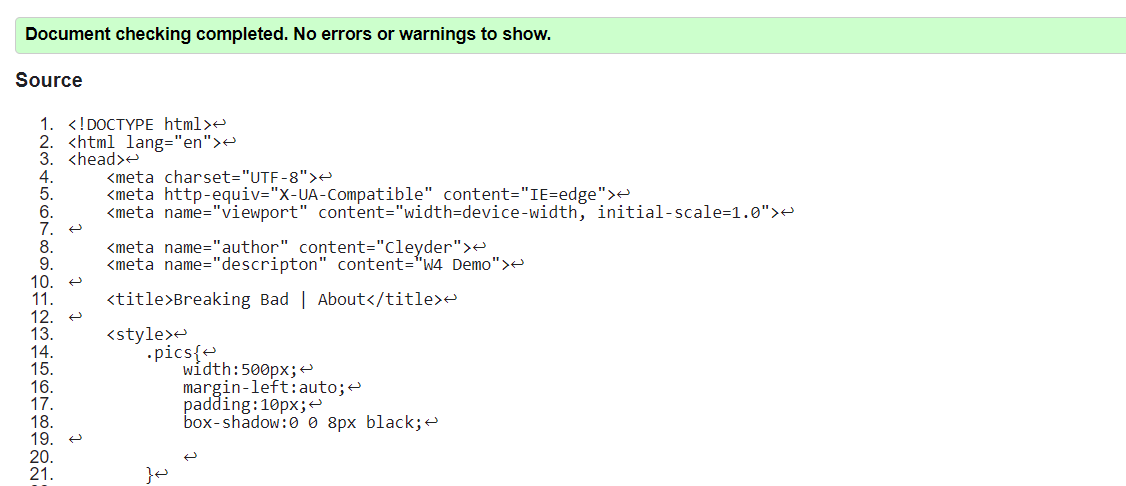 Document checking completed. No errors or warnings to show.
Source
1. <!DOCTYPE html>↩
2. <html lang="en">↩
3. <head>↩
4.     <meta charset="UTF-8">↩
5.     <meta http-equiv="X-UA-Compatible" content="IE=edge">↩
6.     <meta name="viewport" content="width=device-width, initial-scale=1.0">↩
7. ↩
8.     <meta name="author" content="Cleyder">↩
9.     <meta name="descripton" content="W4 Demo">↩
10. ↩
11.     <title>Breaking Bad | About</title>↩
12. ↩
13.     <style>↩
14.         .pics{↩
15.             width:500px;↩
16.             margin-left:auto;↩
17.             padding:10px;↩
18.             box-shadow:0 0 8px black;↩
19. ↩
20.             ↩
21.         }↩